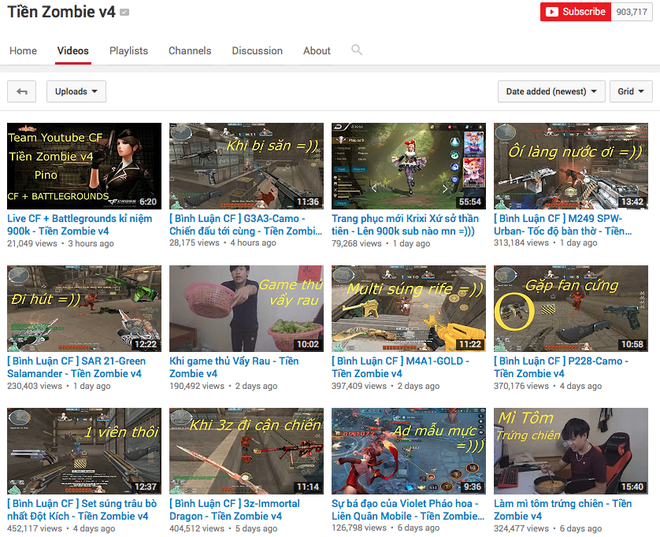 Tiền Zombie v4
Subscribe 903,717
Home Videos Playlists Channels Discussion About
Uploads Date added (newest) Grid
Team Youtube CF
Tiền Zombie v4
Pino
CF + BATTLEGROUNDS
6:20
Khi bị săn =))
11:36
55:54
Ối làng nước ơi =))
13:42
Live CF + Battlegrounds kỉ niệm
900k - Tiền Zombie v4
21,049 views • 3 hours ago
[ Bình Luận CF ] G3A3-Camo -
Chiến đấu tới cùng - Tiền Zombi…
28,175 views • 4 hours ago
Trang phục mới Krixi Xứ sở thần
tiên - Lên 900k sub nào mn =)))
79,268 views • 1 day ago
[ Bình Luận CF ] M249 SPW-
Urban- Tốc độ bàn thờ - Tiền…
313,184 views • 1 day ago
Đi hút =))
12:22
Game thủ
vẩy rau
10:02
Multi súng rife =))
11:22
Gặp fan cứng
10:58
[ Bình Luận CF ] SAR 21-Green
Salamander - Tiền Zombie v4
230,403 views • 1 day ago
Khi game thủ Vẩy Rau - Tiền
Zombie v4
190,492 views • 2 days ago
[ Bình Luận CF ] M4A1-GOLD -
Tiền Zombie v4
397,409 views • 2 days ago
[ Bình Luận CF ] P228-Camo -
Tiền Zombie v4
370,176 views • 4 days ago
1 viên thôi
12:37
Khi 3z đi cận chiến
11:14
Ad mẫu mực
=)))
9:36
Mì Tôm
Trứng chiên
15:40
[ Bình Luận CF ] Set súng trâu bò
nhất Đột Kích - Tiền Zombie v4
452,117 views • 4 days ago
[ Bình Luận CF ] 3z-Immortal
Dragon - Tiền Zombie v4
404,512 views • 5 days ago
Sự bá đạo của Violet Pháo hoa -
Liên Quân Mobile - Tiền Zombie…
126,798 views • 6 days ago
Làm mì tôm trứng chiên - Tiền
Zombie v4
324,477 views • 6 days ago